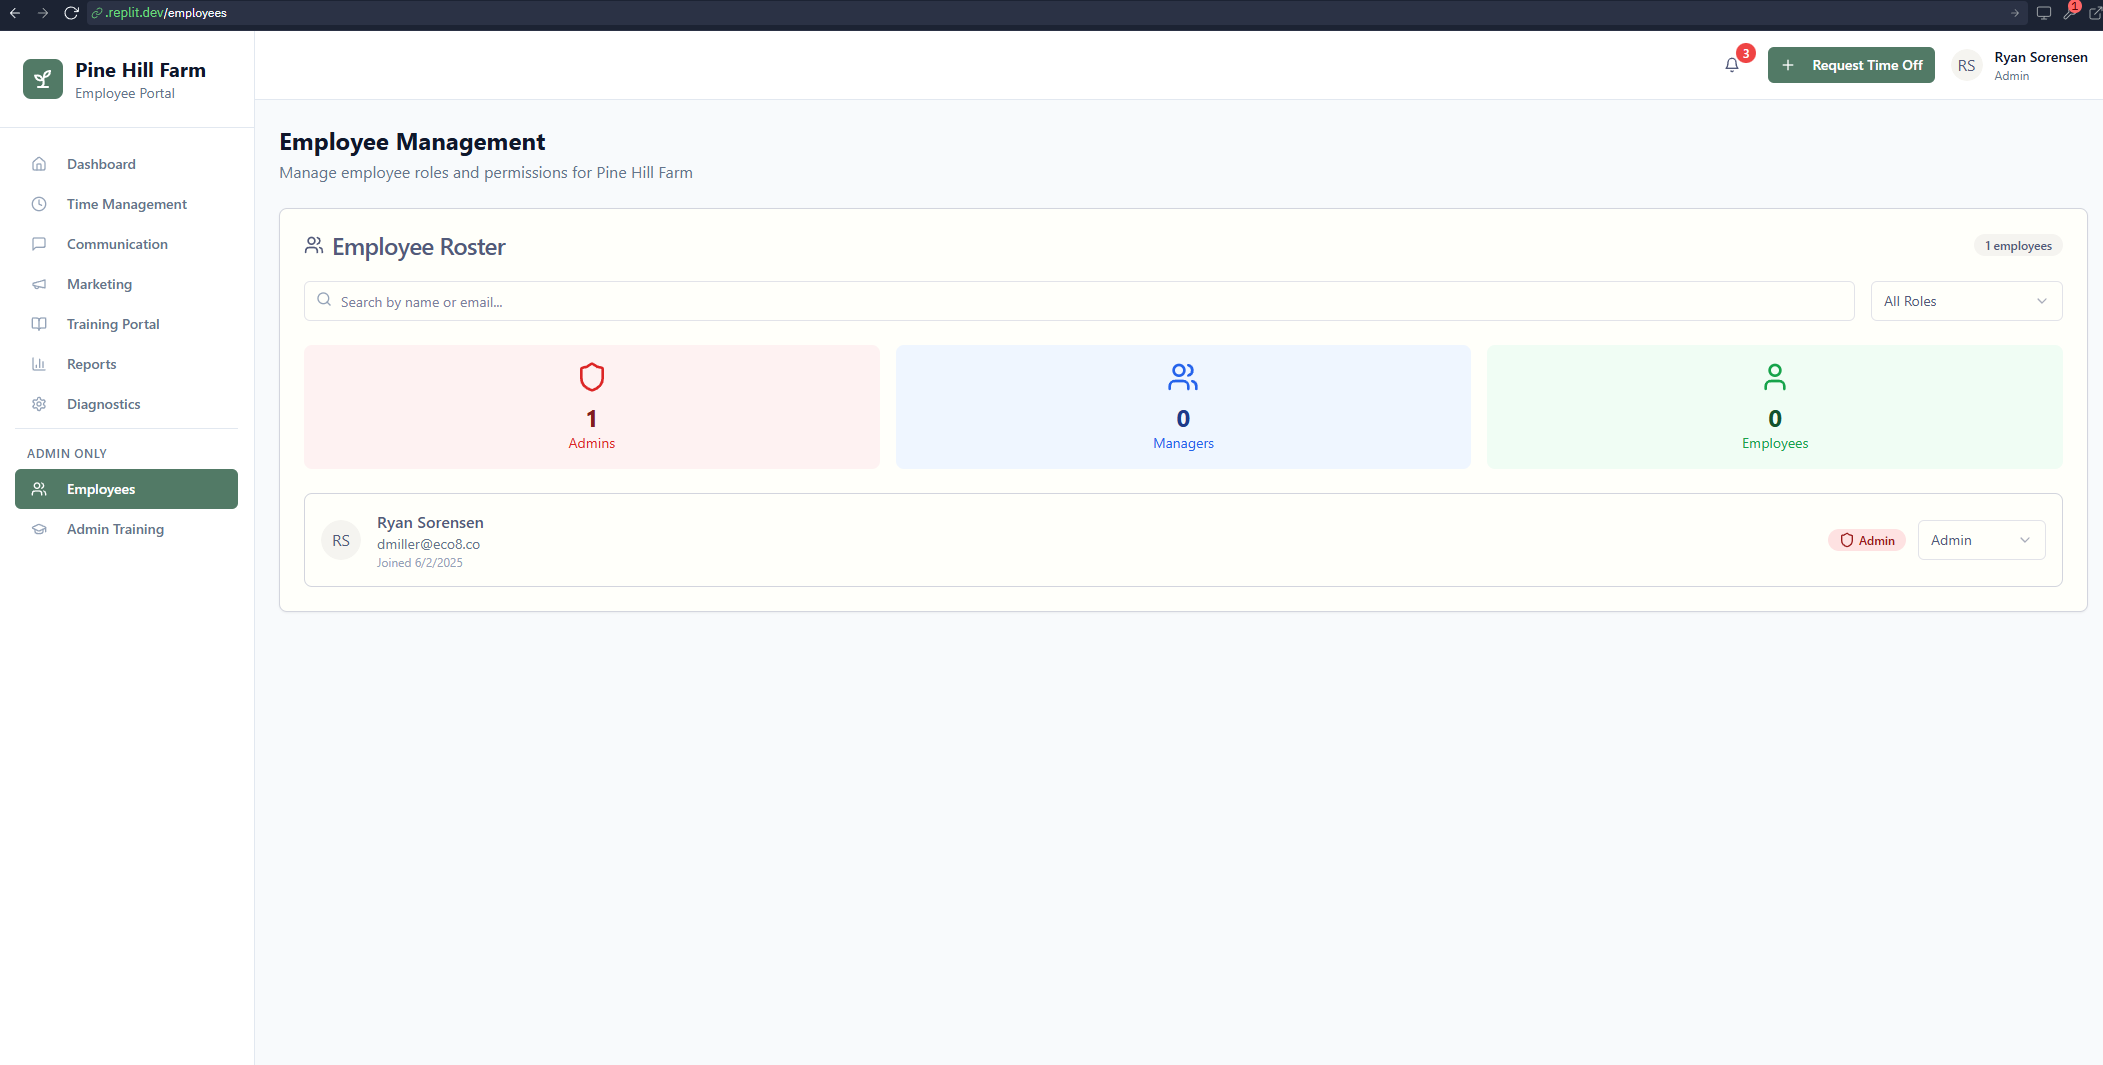 .replit.dev/employees
1
Pine Hill Farm
Employee Portal
3
Request Time Off
RS
Ryan Sorensen
Admin
Dashboard
Time Management
Communication
Marketing
Training Portal
Reports
Diagnostics
ADMIN ONLY
Employees
Admin Training
Employee Management
Manage employee roles and permissions for Pine Hill Farm
Employee Roster
1 employees
Search by name or email...
All Roles
1
Admins
0
Managers
0
Employees
RS
Ryan Sorensen
dmiller@eco8.co
Joined 6/2/2025
Admin
Admin